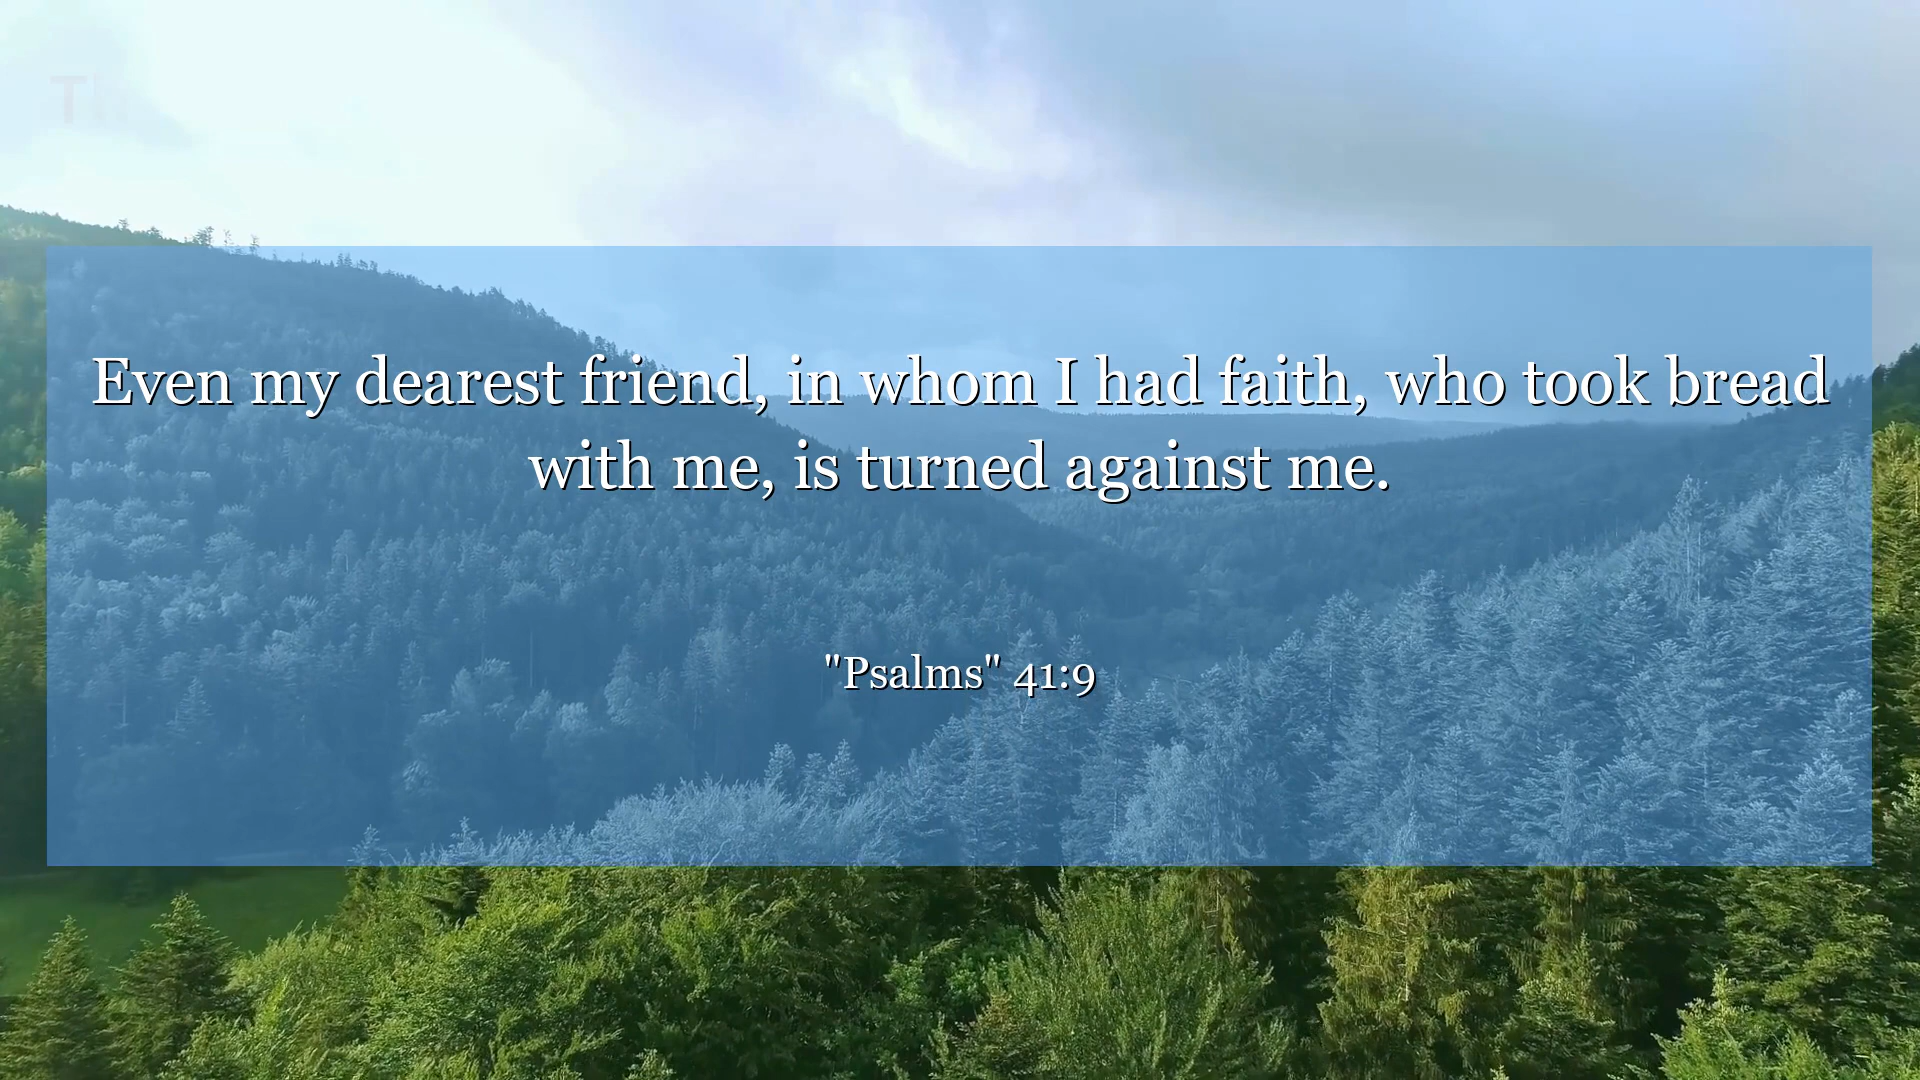 Even my dearest friend, in whom I had faith, who took bread
with me, is turned against me.
"Psalms" 41:9